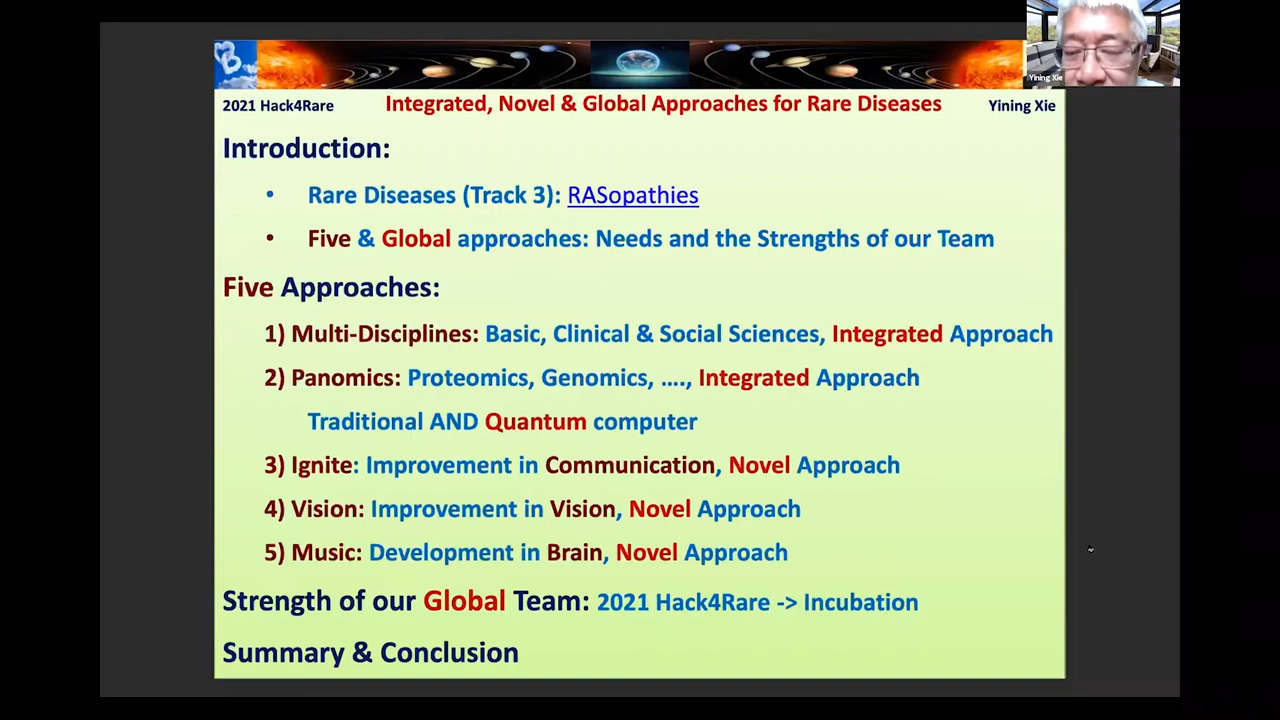 Yining Xie
2021 Hack4Rare Integrated, Novel & Global Approaches for Rare Diseases Yining Xie
Introduction:
• Rare Diseases (Track 3): RASopathies
• Five & Global approaches: Needs and the Strengths of our Team
Five Approaches:
1) Multi-Disciplines: Basic, Clinical & Social Sciences, Integrated Approach
2) Panomics: Proteomics, Genomics, …., Integrated Approach
Traditional AND Quantum computer
3) Ignite: Improvement in Communication, Novel Approach
4) Vision: Improvement in Vision, Novel Approach
5) Music: Development in Brain, Novel Approach
Strength of our Global Team: 2021 Hack4Rare -> Incubation
Summary & Conclusion